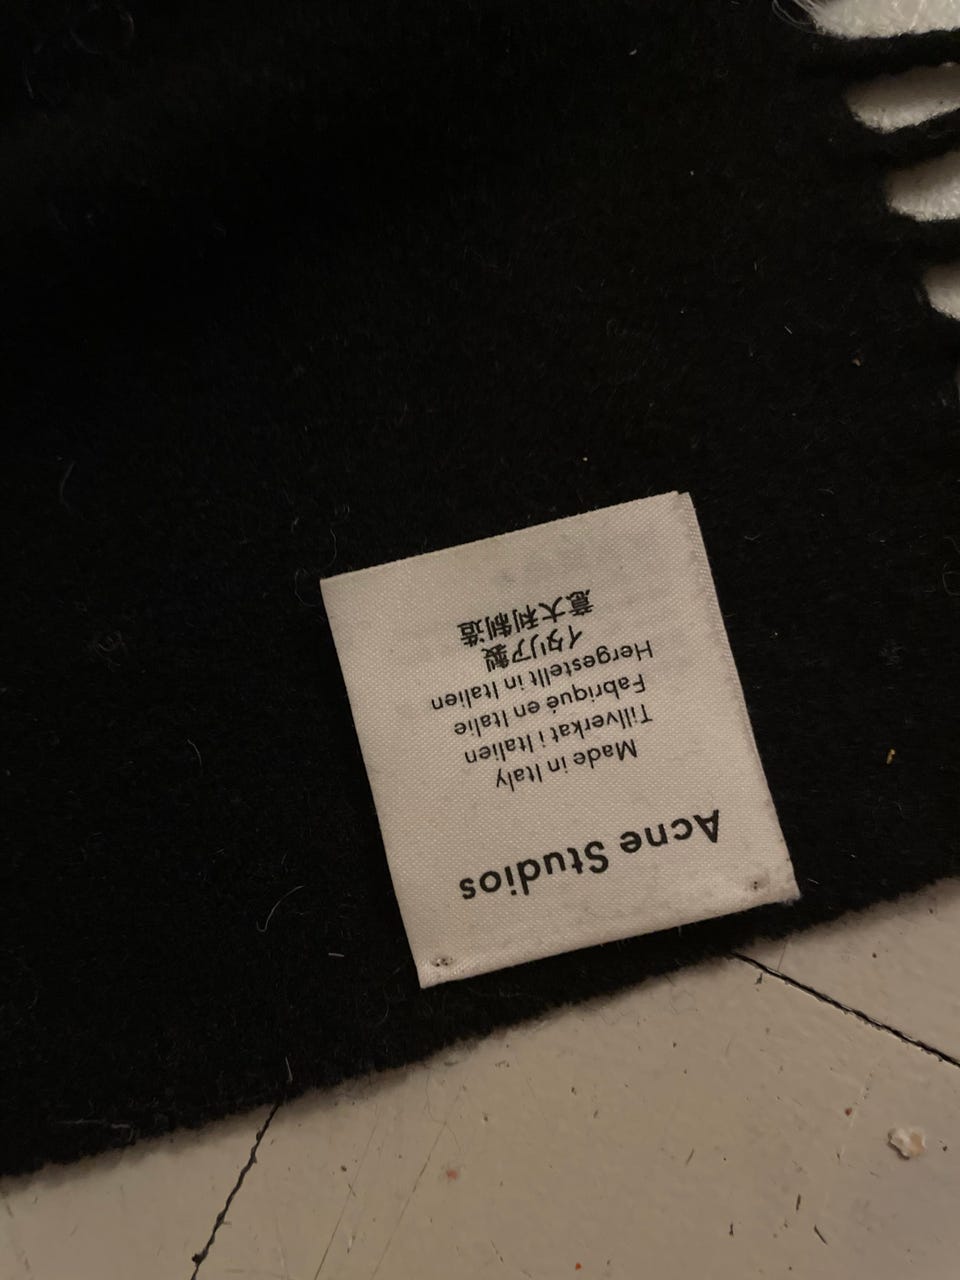 Acne Studios
Made in Italy
Tillverkat i Italien
Fabriqué en Italie
Hergestellt in Italien
イタリア製
意大利制造